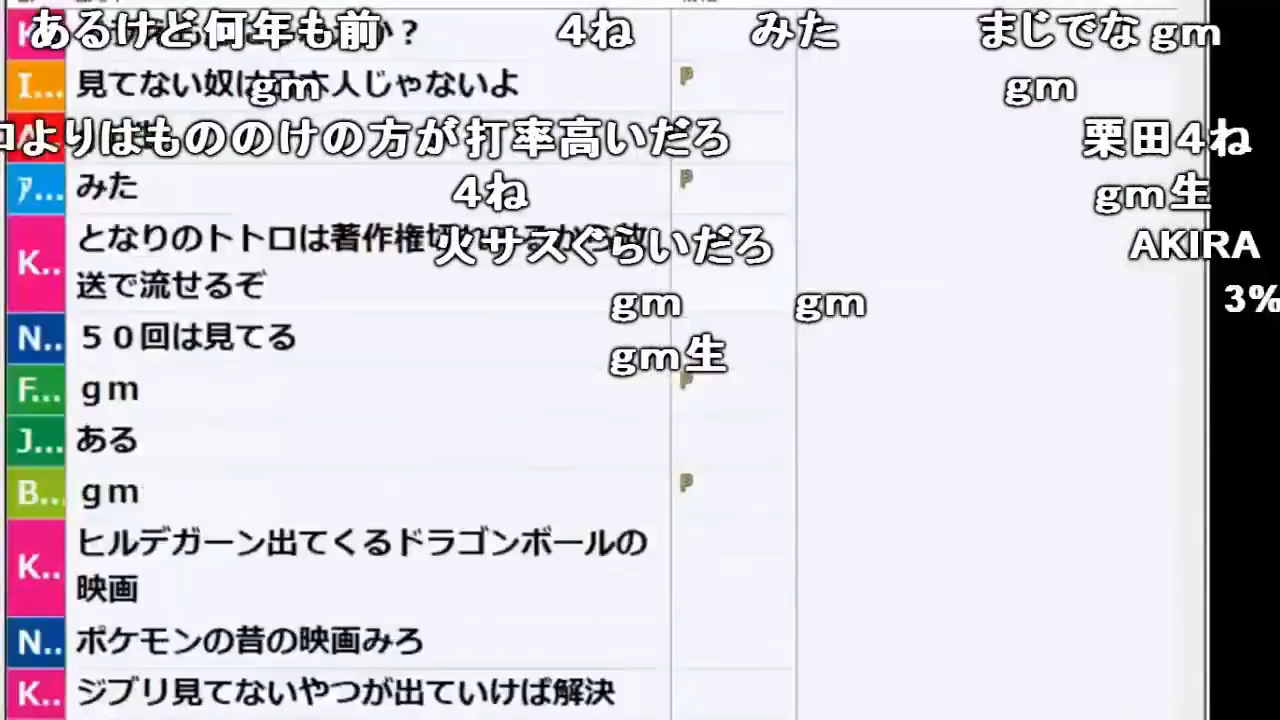 あるけど何年も前
か？
4ね
みた
まじでな gm
I...
見てない奴は日本人じゃないよ
P
gm
gm
よりはもののけの方が打率高いだろ
栗田4ね
ア...
みた
P
4ね
gm生
K..
となりのトトロは著作権切れ
送で流せるぞ
火サスぐらいだろ
AKIRA
gm
gm
3%
N..
５０回は見てる
gm生
F...
ｇｍ
P
J...
ある
B...
ｇｍ
P
K..
ヒルデガーン出てくるドラゴンボールの
映画
N..
ポケモンの昔の映画みろ
K..
ジブリ見てないやつが出ていけば解決